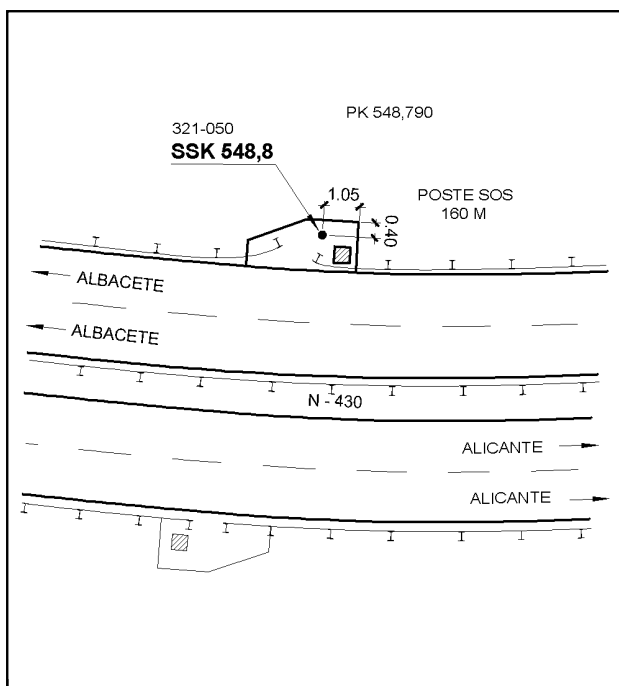 PK 548,790
321-050
SSK 548,8
1.05
POSTE SOS
160 M
0.40
ALBACETE
ALBACETE
N - 430
ALICANTE
ALICANTE